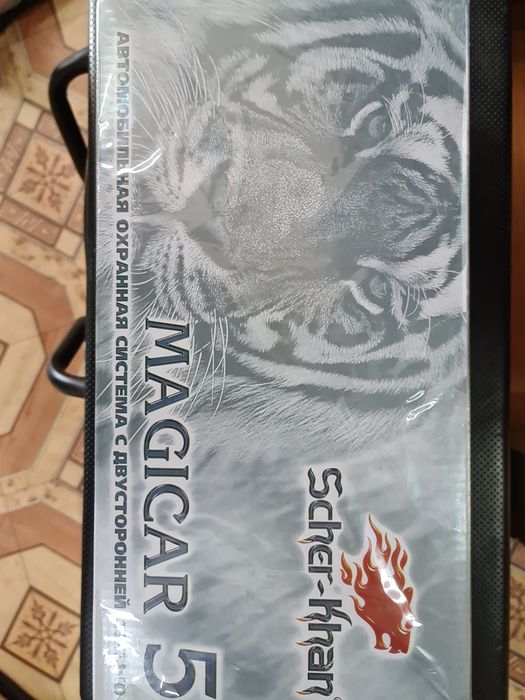 Scher-Khan
MAGICAR 5
АВТОМОБИЛЬНАЯ ОХРАННАЯ СИСТЕМА С ДВУСТОРОННЕЙ